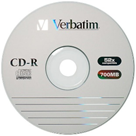 Verbatim
CD-R
52x
700MB